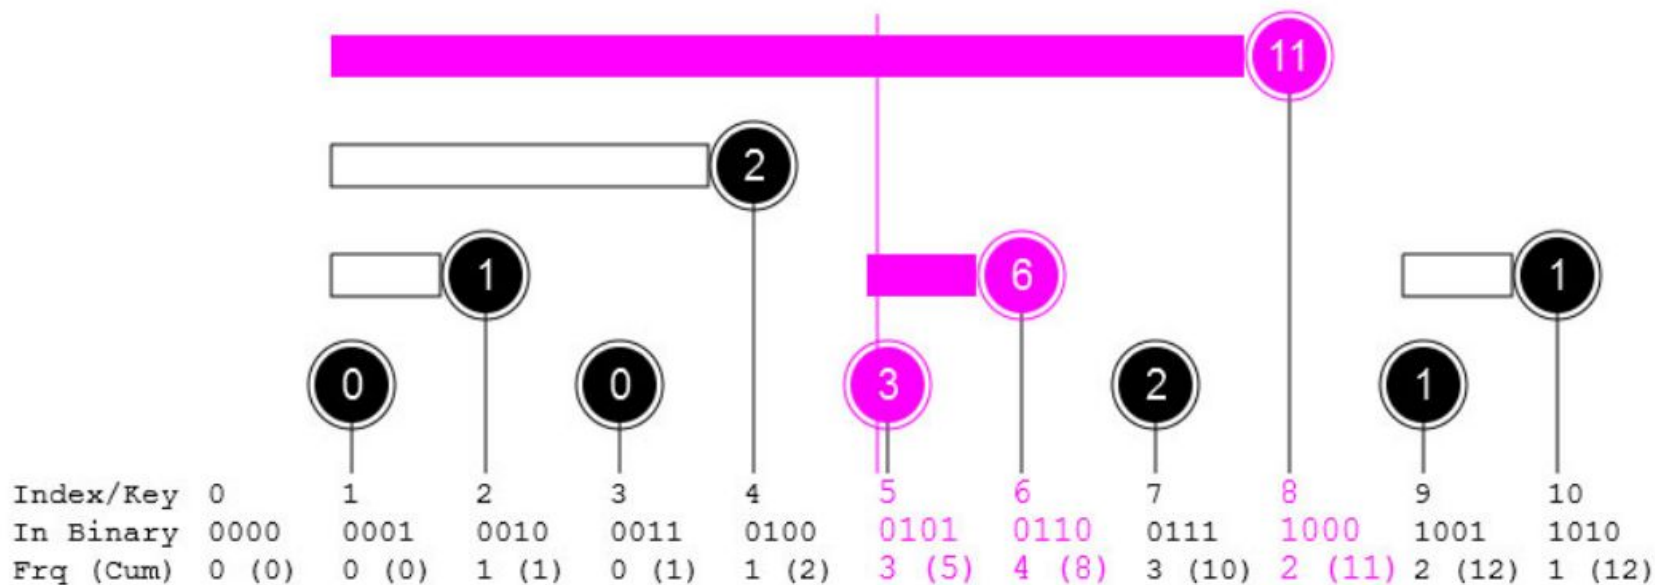 11
2
1 6 1
0 0 3 2 1
Index/Key 0 1 2 3 4 5 6 7 8 9 10
In Binary 0000 0001 0010 0011 0100 0101 0110 0111 1000 1001 1010
Frq (Cum) 0 (0) 0 (0) 1 (1) 0 (1) 1 (2) 3 (5) 4 (8) 3 (10) 2 (11) 2 (12) 1 (12)